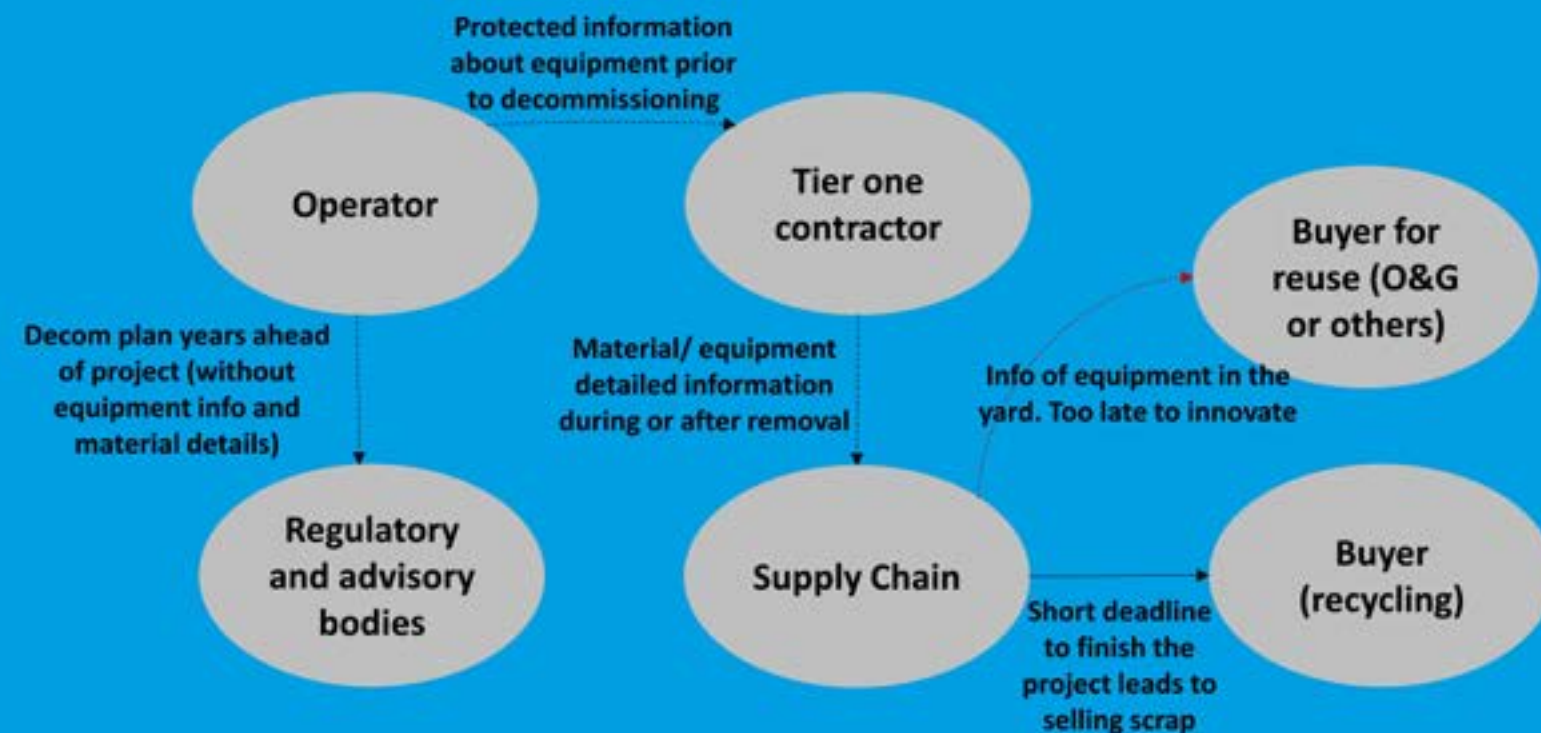 Protected information
about equipment prior
to decommissioning
Operator
Tier one
contractor
Buyer for
reuse (O&G
or others)
Decom plan years ahead
of project (without
equipment info and
material details)
Material/ equipment
detailed information
during or after removal
Info of equipment in the
yard. Too late to innovate
Regulatory
and advisory
bodies
Supply Chain
Buyer
(recycling)
Short deadline
to finish the
project leads to
selling scrap